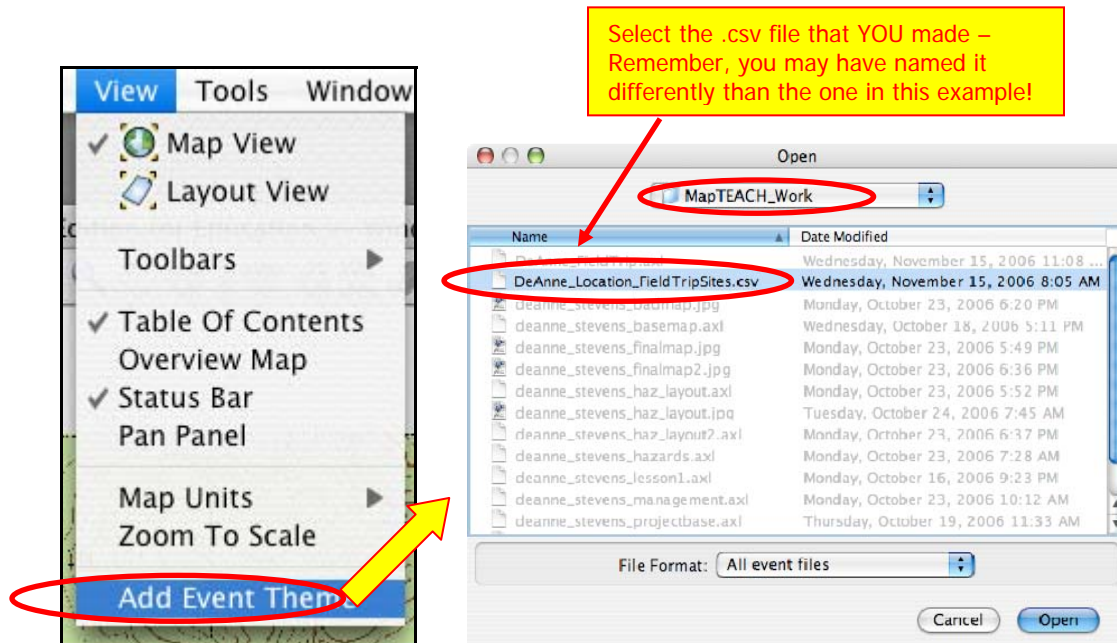 Select the .csv file that YOU made –
Remember, you may have named it
differently than the one in this example!
View Tools Window
Map View
Layout View
Toolbars
Table Of Contents
Overview Map
Status Bar
Pan Panel
Map Units
Zoom To Scale
Add Event Theme
Open
MapTEACH_Work
Name Date Modified
DeAnne_FieldTrip.axl Wednesday, November 15, 2006 11:08 ...
DeAnne_Location_FieldTripSites.csv Wednesday, November 15, 2006 8:05 AM
deanne_stevens_badmap.jpg Monday, October 23, 2006 6:20 PM
deanne_stevens_basemap.axl Wednesday, October 18, 2006 5:11 PM
deanne_stevens_finalmap.jpg Monday, October 23, 2006 5:49 PM
deanne_stevens_finalmap2.jpg Monday, October 23, 2006 6:36 PM
deanne_stevens_haz_layout.axl Monday, October 23, 2006 5:52 PM
deanne_stevens_haz_layout.jpg Tuesday, October 24, 2006 7:45 AM
deanne_stevens_haz_layout2.axl Monday, October 23, 2006 6:37 PM
deanne_stevens_hazards.axl Monday, October 23, 2006 7:28 AM
deanne_stevens_lesson1.axl Monday, October 16, 2006 9:23 PM
deanne_stevens_management.axl Monday, October 23, 2006 10:12 AM
deanne_stevens_projectbase.axl Thursday, October 19, 2006 11:33 AM
File Format: All event files
Cancel Open